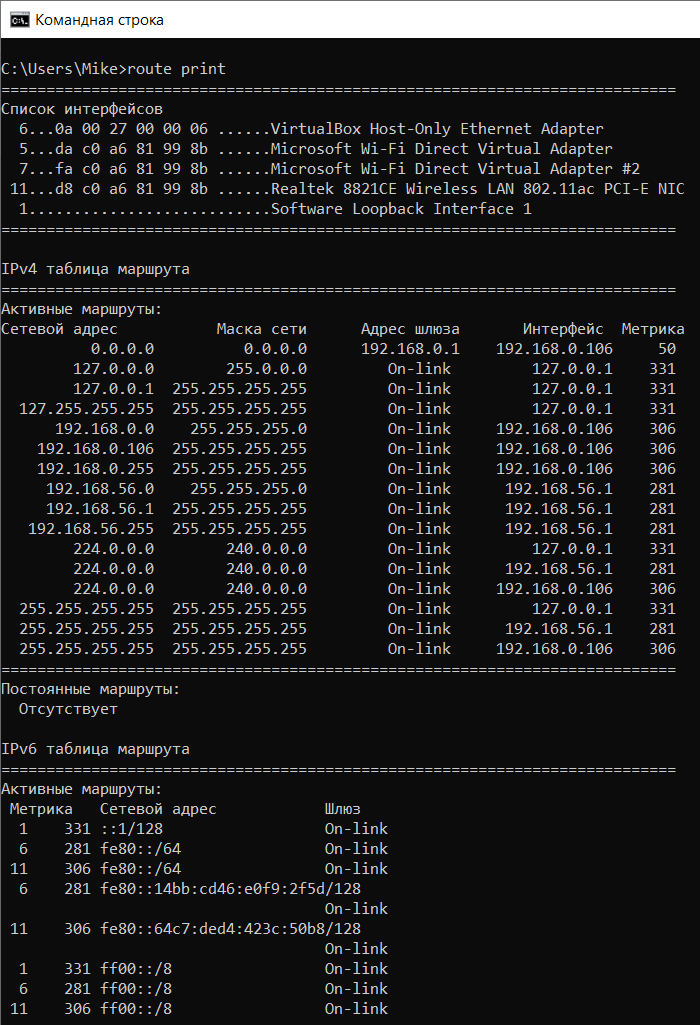 Командная строка
C:\Users\Mike>route print
===========================================================================
Список интерфейсов
  6...0a 00 27 00 00 06 ......VirtualBox Host-Only Ethernet Adapter
  5...da c0 a6 81 99 8b ......Microsoft Wi-Fi Direct Virtual Adapter
  7...fa c0 a6 81 99 8b ......Microsoft Wi-Fi Direct Virtual Adapter #2
 11...d8 c0 a6 81 99 8b ......Realtek 8821CE Wireless LAN 802.11ac PCI-E NIC
  1...........................Software Loopback Interface 1
===========================================================================
IPv4 таблица маршрута
===========================================================================
Активные маршруты:
Сетевой адрес           Маска сети      Адрес шлюза       Интерфейс  Метрика
          0.0.0.0          0.0.0.0      192.168.0.1    192.168.0.106     50
        127.0.0.0        255.0.0.0         On-link         127.0.0.1    331
        127.0.0.1  255.255.255.255         On-link         127.0.0.1    331
  127.255.255.255  255.255.255.255         On-link         127.0.0.1    331
      192.168.0.0    255.255.255.0         On-link     192.168.0.106    306
    192.168.0.106  255.255.255.255         On-link     192.168.0.106    306
    192.168.0.255  255.255.255.255         On-link     192.168.0.106    306
     192.168.56.0    255.255.255.0         On-link      192.168.56.1    281
     192.168.56.1  255.255.255.255         On-link      192.168.56.1    281
   192.168.56.255  255.255.255.255         On-link      192.168.56.1    281
        224.0.0.0        240.0.0.0         On-link         127.0.0.1    331
        224.0.0.0        240.0.0.0         On-link      192.168.56.1    281
        224.0.0.0        240.0.0.0         On-link     192.168.0.106    306
  255.255.255.255  255.255.255.255         On-link         127.0.0.1    331
  255.255.255.255  255.255.255.255         On-link      192.168.56.1    281
  255.255.255.255  255.255.255.255         On-link     192.168.0.106    306
===========================================================================
Постоянные маршруты:
  Отсутствует
IPv6 таблица маршрута
===========================================================================
Активные маршруты:
 Метрика   Сетевой адрес            Шлюз
  1    331 ::1/128                  On-link
  6    281 fe80::/64                On-link
 11    306 fe80::/64                On-link
  6    281 fe80::14bb:cd46:e0f9:2f5d/128
                                    On-link
 11    306 fe80::64c7:ded4:423c:50b8/128
                                    On-link
  1    331 ff00::/8                 On-link
  6    281 ff00::/8                 On-link
 11    306 ff00::/8                 On-link